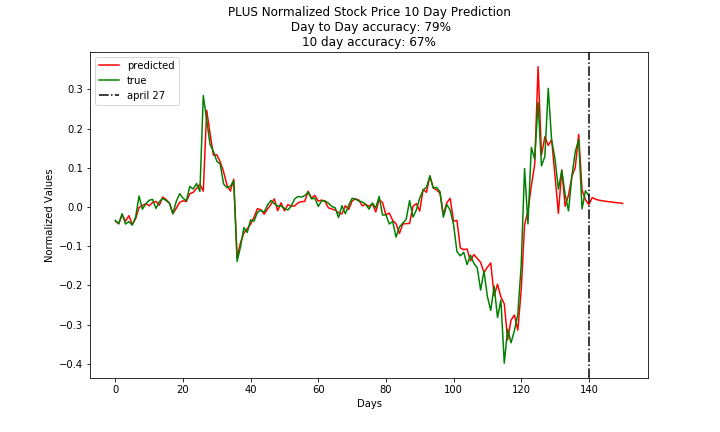 PLUS Normalized Stock Price 10 Day Prediction
Day to Day accuracy: 79%
10 day accuracy: 67%
predicted
true
april 27
Normalized Values
0.3
0.2
0.1
0.0
−0.1
−0.2
−0.3
−0.4
0 20 40 60 80 100 120 140
Days